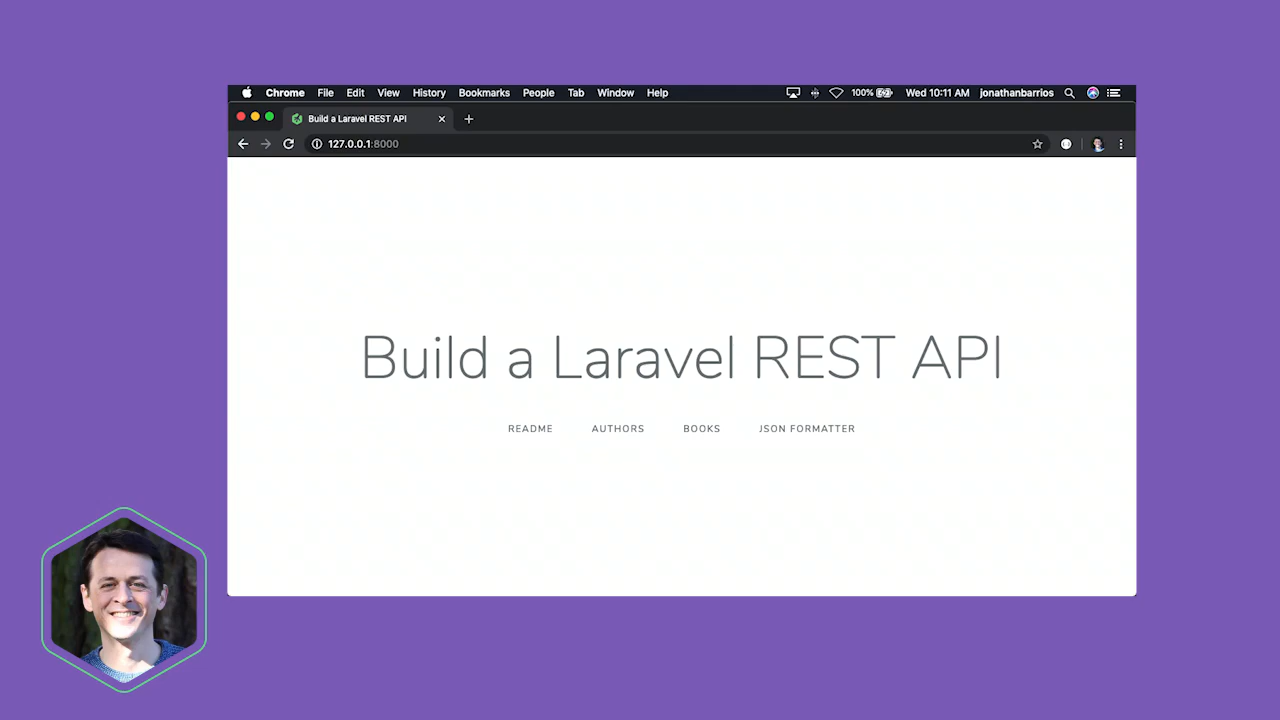 Chrome File Edit View History Bookmarks People Tab Window Help 100% Wed 10:11 AM jonathanbarrios
Build a Laravel REST API
127.0.0.1:8000
Build a Laravel REST API
README AUTHORS BOOKS JSON FORMATTER